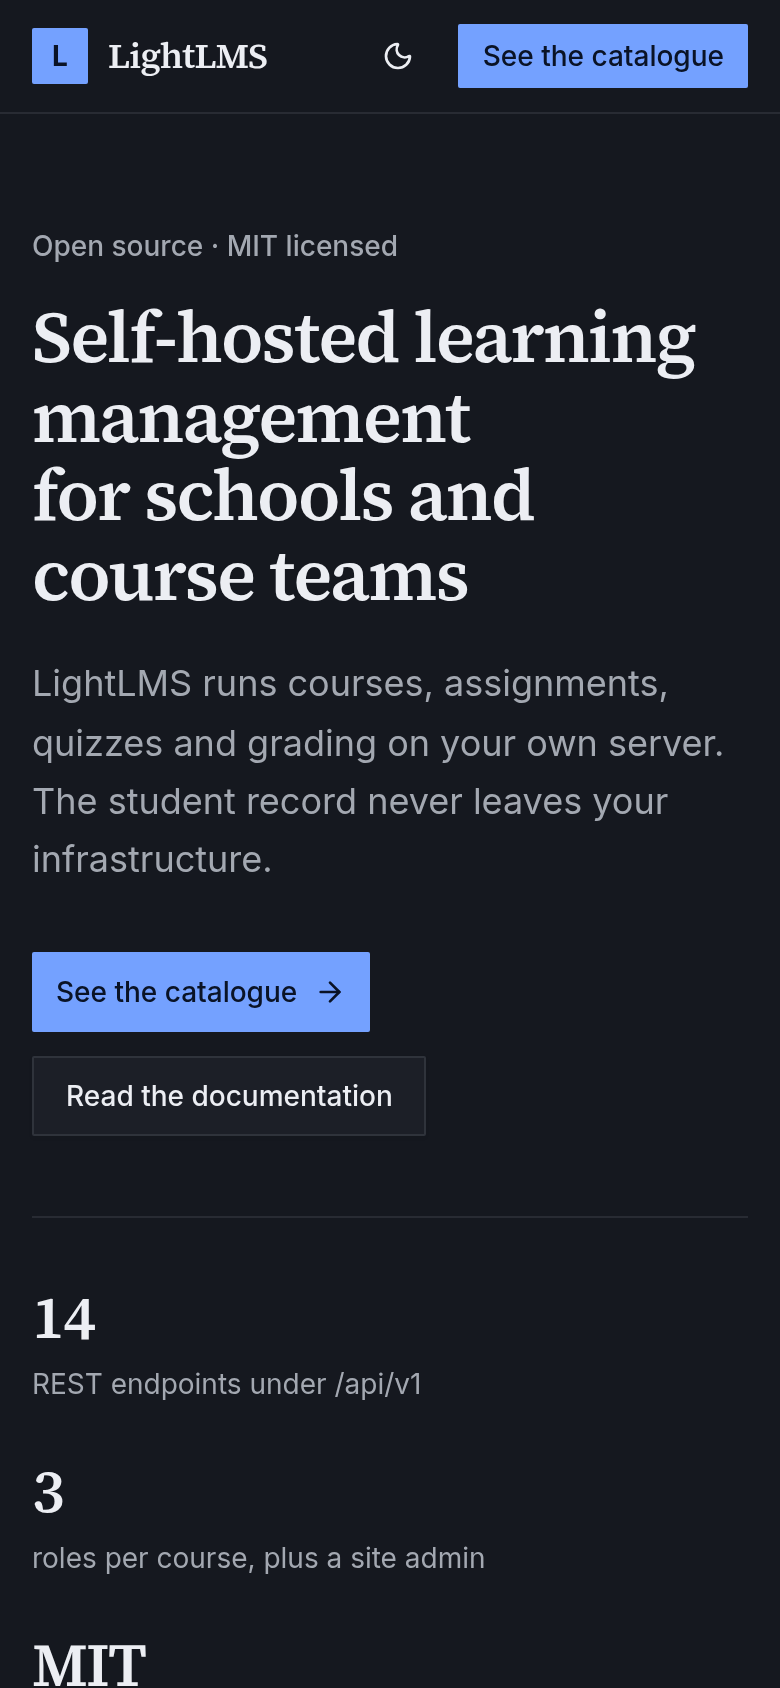 L LightLMS See the catalogue
Open source · MIT licensed
Self-hosted learning
management
for schools and
course teams
LightLMS runs courses, assignments,
quizzes and grading on your own server.
The student record never leaves your
infrastructure.
See the catalogue →
Read the documentation
14
REST endpoints under /api/v1
3
roles per course, plus a site admin
MIT